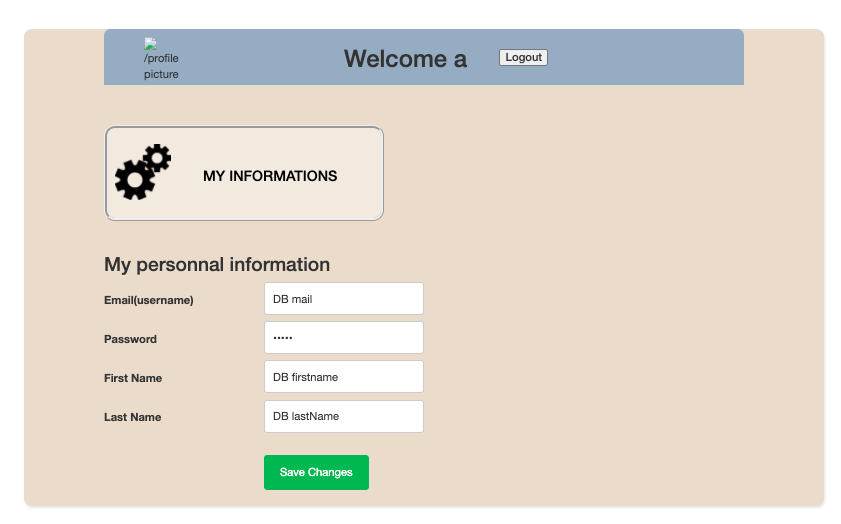 /profile
picture
Welcome a
Logout
MY INFORMATIONS
My personnal information
Email(username)
DB mail
Password
•••••
First Name
DB firstname
Last Name
DB lastName
Save Changes